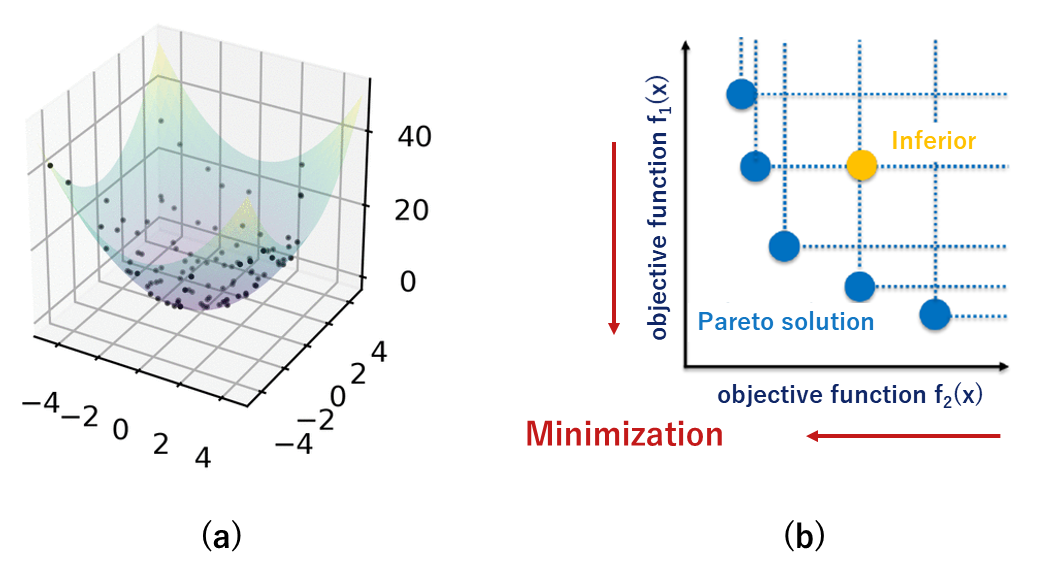 40
20
0
−4
−2
0
2
4
−4
−2
0
2
4
(a)
objective function f₁(x)
Inferior
Pareto solution
objective function f₂(x)
Minimization
(b)